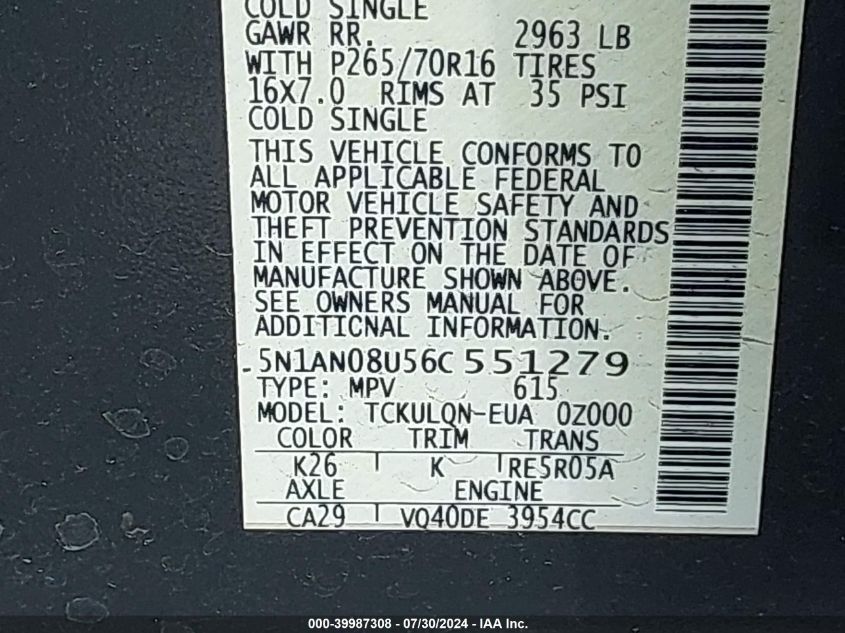 COLD SINGLE
GAWR RR. 2963 LB
WITH P265/70R16 TIRES
16X7.0 RIMS AT 35 PSI
COLD SINGLE
THIS VEHICLE CONFORMS TO
ALL APPLICABLE FEDERAL
MOTOR VEHICLE SAFETY AND
THEFT PREVENTION STANDARDS
IN EFFECT ON THE DATE OF
MANUFACTURE SHOWN ABOVE.
SEE OWNERS MANUAL FOR
ADDITICNAL INFORMATION.
5N1AN08U56C551279
TYPE: MPV 615
MODEL: TCKULQN-EUA 0Z000
COLOR TRIM TRANS
K26 K RE5R05A
AXLE ENGINE
CA29 VQ40DE 3954CC
000-39987308 - 07/30/2024 - IAA Inc.